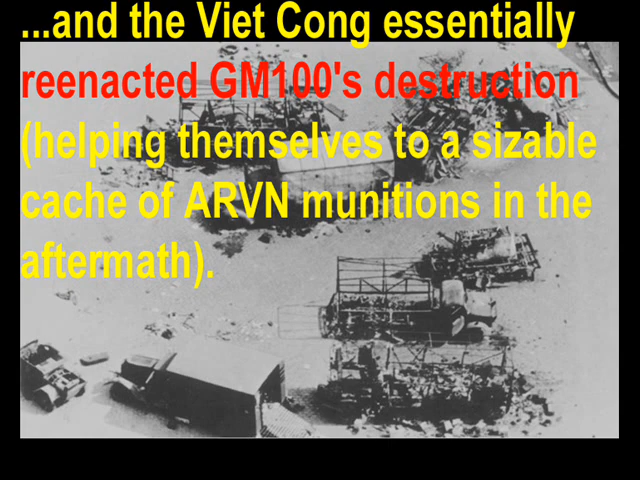 ...and the Viet Cong essentially
reenacted GM100's destruction
(helping themselves to a sizable
cache of ARVN munitions in the
aftermath).